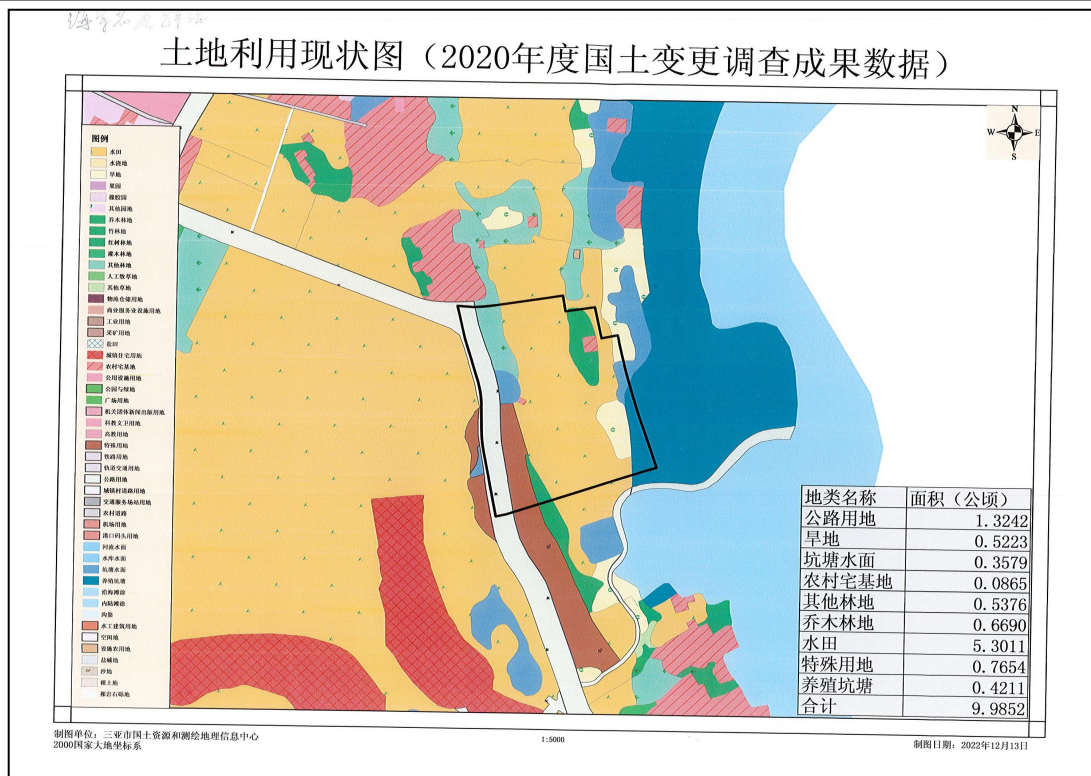 土地利用现状图（2020年度国土变更调查成果数据）
N
W E
S
图例
水田
水浇地
旱地
果园
橡胶园
其他园地
乔木林地
竹林地
红树林地
灌木林地
其他林地
人工牧草地
其他草地
物流仓储用地
商业服务业设施用地
工业用地
采矿用地
盐田
城镇住宅用地
农村宅基地
公用设施用地
公园与绿地
广场用地
机关团体新闻出版用地
科教文卫用地
高教用地
特殊用地
铁路用地
轨道交通用地
公路用地
城镇村道路用地
交通服务场站用地
农村道路
机场用地
港口码头用地
河流水面
水库水面
坑塘水面
养殖坑塘
沿海滩涂
内陆滩涂
沟渠
水工建筑用地
空闲地
设施农用地
盐碱地
沙地
裸土地
裸岩石砾地
地类名称 面积（公顷）
公路用地 1.3242
旱地 0.5223
坑塘水面 0.3579
农村宅基地 0.0865
其他林地 0.5376
乔木林地 0.6690
水田 5.3011
特殊用地 0.7654
养殖坑塘 0.4211
合计 9.9852
制图单位：三亚市国土资源和测绘地理信息中心
2000国家大地坐标系
1:5000
制图日期：2022年12月13日